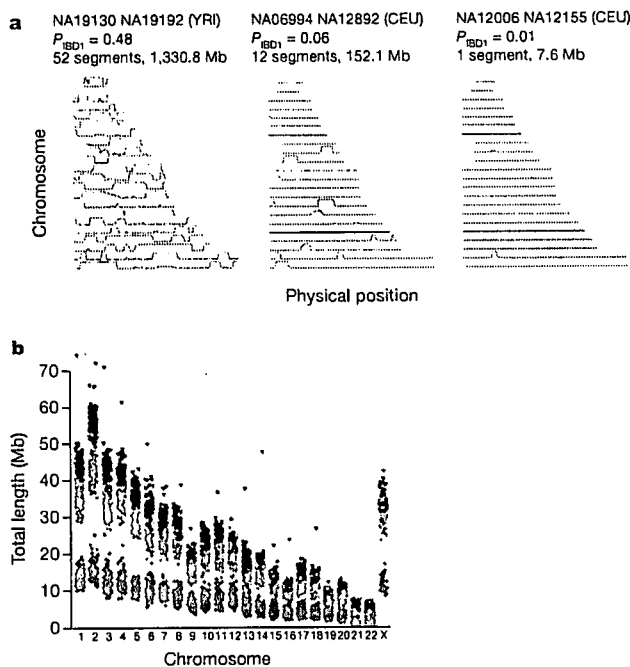 a
NA19130 NA19192 (YRI)
P_IBD1 = 0.48
52 segments, 1,330.8 Mb
NA06994 NA12892 (CEU)
P_IBD1 = 0.06
12 segments, 152.1 Mb
NA12006 NA12155 (CEU)
P_IBD1 = 0.01
1 segment, 7.6 Mb
Chromosome
Physical position
b
Total length (Mb)
70
60
50
40
30
20
10
0
1 2 3 4 5 6 7 8 9 10 11 12 13 14 15 16 17 18 19 20 21 22 X
Chromosome